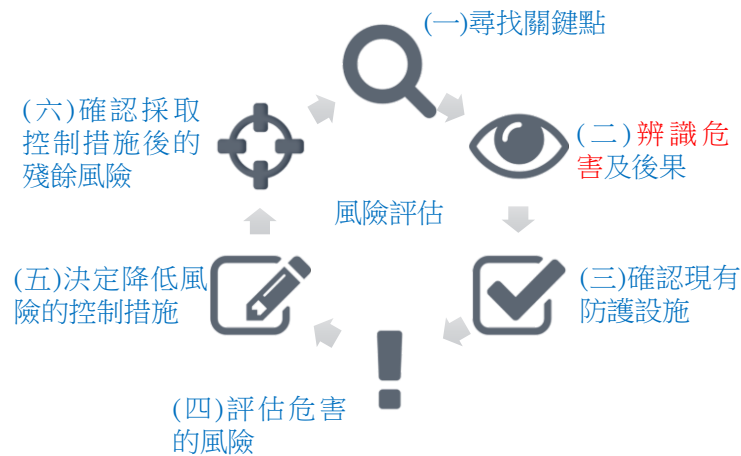 (一)尋找關鍵點
(二)辨識危
害及後果
(三)確認現有
防護設施
(四)評估危害
的風險
(五)決定降低風
險的控制措施
(六)確認採取
控制措施後的
殘餘風險
風險評估